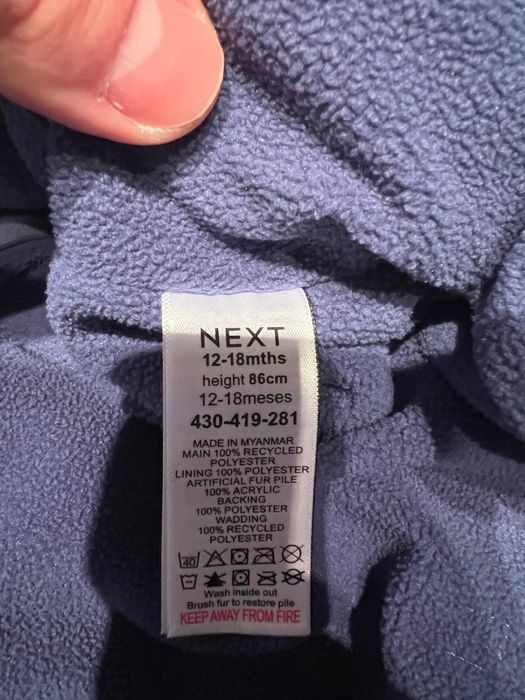 NEXT
12-18mths
height 86cm
12-18meses
430-419-281
MADE IN MYANMAR
MAIN 100% RECYCLED
POLYESTER
LINING 100% POLYESTER
ARTIFICIAL FUR PILE
100% ACRYLIC
BACKING
100% POLYESTER
WADDING
100% RECYCLED
POLYESTER
40
Wash inside out
Brush fur to restore pile
KEEP AWAY FROM FIRE